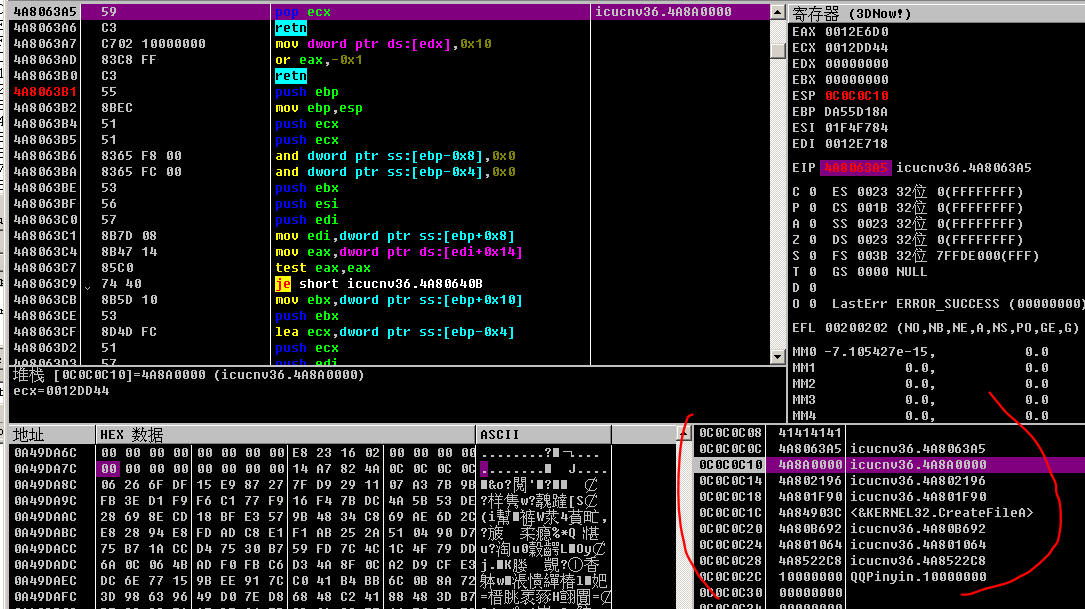 4A8063A5 59 pop ecx icucnv36.4A8A0000
4A8063A6 C3 retn
4A8063A7 C702 10000000 mov dword ptr ds:[edx],0x10
4A8063AD 83C8 FF or eax,-0x1
4A8063B0 C3 retn
4A8063B1 55 push ebp
4A8063B2 8BEC mov ebp,esp
4A8063B4 51 push ecx
4A8063B5 51 push ecx
4A8063B6 8365 F8 00 and dword ptr ss:[ebp-0x8],0x0
4A8063BA 8365 FC 00 and dword ptr ss:[ebp-0x4],0x0
4A8063BE 53 push ebx
4A8063BF 56 push esi
4A8063C0 57 push edi
4A8063C1 8B7D 08 mov edi,dword ptr ss:[ebp+0x8]
4A8063C4 8B47 14 mov eax,dword ptr ds:[edi+0x14]
4A8063C7 85C0 test eax,eax
4A8063C9 74 40 je short icucnv36.4A80640B
4A8063CB 8B5D 10 mov ebx,dword ptr ss:[ebp+0x10]
4A8063CE 53 push ebx
4A8063CF 8D4D FC lea ecx,dword ptr ss:[ebp-0x4]
4A8063D2 51 push ecx
4A8063D3 57 push edi
堆栈 [0C0C0C10]=4A8A0000 (icucnv36.4A8A0000)
ecx=0012DD44
寄存器 (3DNow!)
EAX 0012E6D0
ECX 0012DD44
EDX 00000000
EBX 00000000
ESP 0C0C0C10
EBP DA55D18A
ESI 01F4F784
EDI 0012E718
EIP 4A8063A5 icucnv36.4A8063A5
C 0 ES 0023 32位 0(FFFFFFFF)
P 0 CS 001B 32位 0(FFFFFFFF)
A 0 SS 0023 32位 0(FFFFFFFF)
Z 0 DS 0023 32位 0(FFFFFFFF)
S 0 FS 003B 32位 7FFDE000(FFF)
T 0 GS 0000 NULL
D 0
O 0 LastErr ERROR_SUCCESS (00000000)
EFL 00200202 (NO,NB,NE,A,NS,PO,GE,G)
MM0 -7.105427e-15, 0.0
MM1 0.0, 0.0
MM2 0.0, 0.0
MM3 0.0, 0.0
MM4 0.0, 0.0
地址 HEX 数据 ASCII
0A49DA6C 00 00 00 00 00 00 00 00 E8 23 16 02 00 00 00 00
0A49DA7C 00 00 00 00 00 00 00 00 14 A7 82 4A 0C 0C 0C 0C
0A49DA8C 06 26 6F DF 15 E9 87 27 7F D9 29 11 07 A3 7B 9B
0A49DA9C FB 3E D1 F9 F6 C1 77 F9 16 F4 7B DC 4A 5B 53 DE
0A49DAAC 28 69 8E CD 18 BF E3 57 9B 48 34 C8 69 AE 6D 2C
0A49DABC E8 28 94 E8 FD AD C8 E1 F1 AB 25 2A 51 04 90 D7
0A49DACC 75 B7 1A CC D4 75 30 B7 59 FD 7C 4C 1C 4F 79 DD
0A49DADC 6A 0C 06 4B AD F0 FB C6 D3 4A 8F 0C A2 D9 CF E3
0A49DAEC DC 6E 77 15 9B EE 91 7C C0 41 B4 BB 6C 0B 8A 72
0A49DAFC 3D 98 63 96 49 D0 7E D8 68 48 C2 41 88 48 3D B7
0C0C0C08 41414141
0C0C0C0C 4A8063A5 icucnv36.4A8063A5
0C0C0C10 4A8A0000 icucnv36.4A8A0000
0C0C0C14 4A802196 icucnv36.4A802196
0C0C0C18 4A801F90 icucnv36.4A801F90
0C0C0C1C 4A84903C <&KERNEL32.CreateFileA>
0C0C0C20 4A80B692 icucnv36.4A80B692
0C0C0C24 4A801064 icucnv36.4A801064
0C0C0C28 4A8522C8 icucnv36.4A8522C8
0C0C0C2C 10000000 QQPinyin.10000000
0C0C0C30 00000000